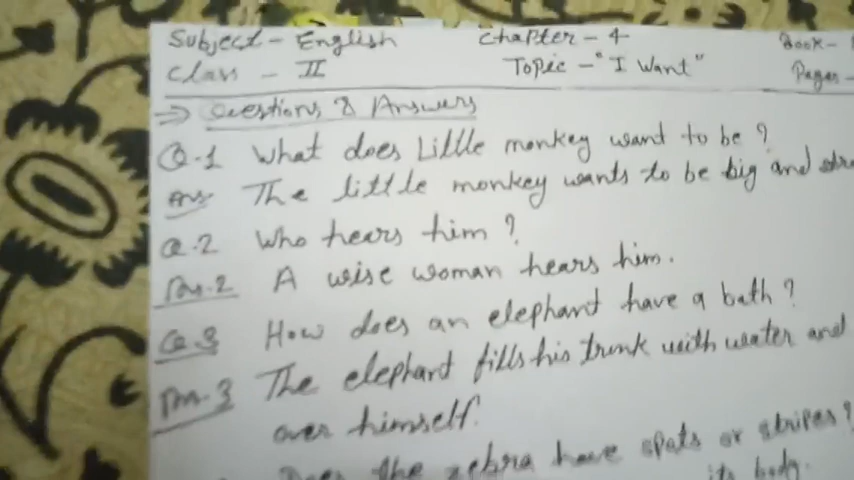 Subject - English Chapter - 4 Book -
Class - II Topic - "I Want" Pages -
⇒ Questions & Answers
Q.1 What does Little monkey want to be?
Ans The little monkey wants to be big and
Q.2 Who hears him?
Ans.2 A wise woman hears him.
Q.3 How does an elephant have a bath?
Ans.3 The elephant fills his trunk with water and
over himself.
Does the zebra have spots or stripes?
its body.